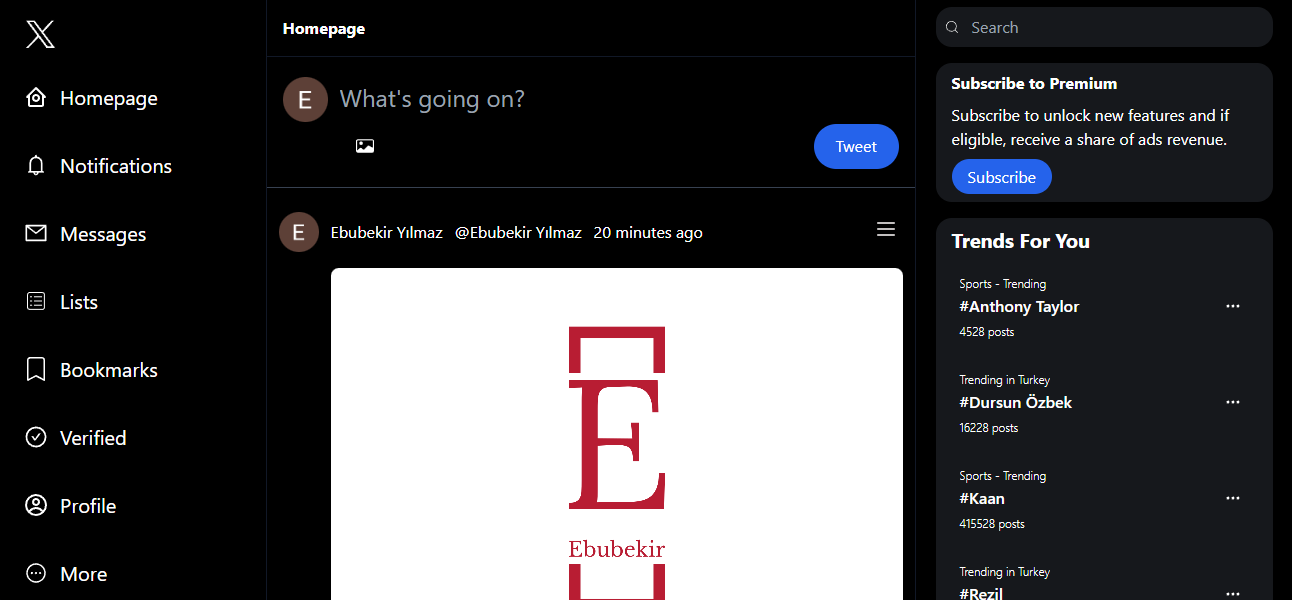 Homepage
Notifications
Messages
Lists
Bookmarks
Verified
Profile
More
Homepage
E
What's going on?
Tweet
E
Ebubekir Yılmaz @Ebubekir Yılmaz 20 minutes ago
E
Ebubekir
Search
Subscribe to Premium
Subscribe to unlock new features and if
eligible, receive a share of ads revenue.
Subscribe
Trends For You
Sports - Trending
#Anthony Taylor
4528 posts
Trending in Turkey
#Dursun Özbek
16228 posts
Sports - Trending
#Kaan
415528 posts
Trending in Turkey
#Rezil